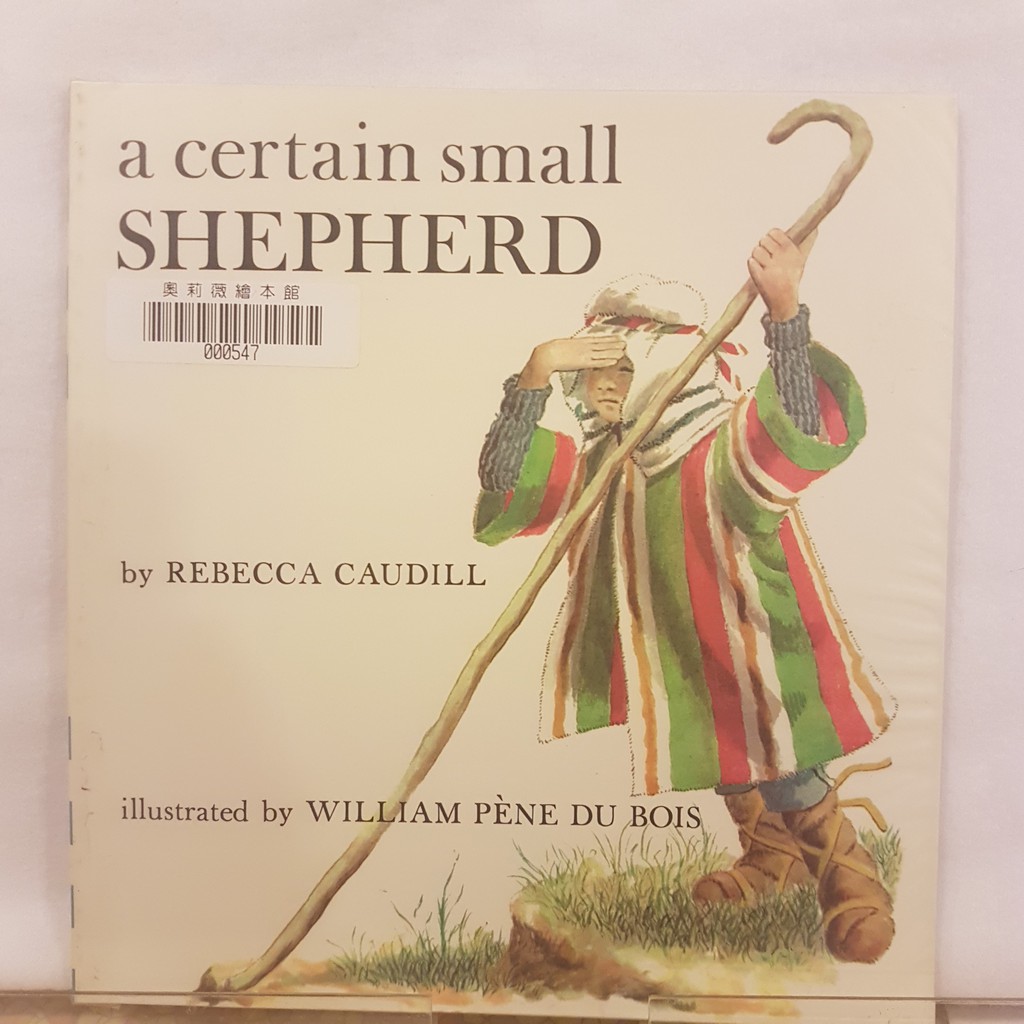 a certain small
SHEPHERD
奧莉薇繪本館
000547
by REBECCA CAUDILL
illustrated by WILLIAM PÈNE DU BOIS